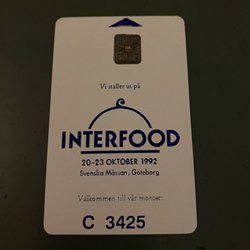 Vi ställer ut på
INTERFOOD
20-23 OKTOBER 1992
Svenska Mässan, Göteborg
Välkommen till vår monter:
C 3425